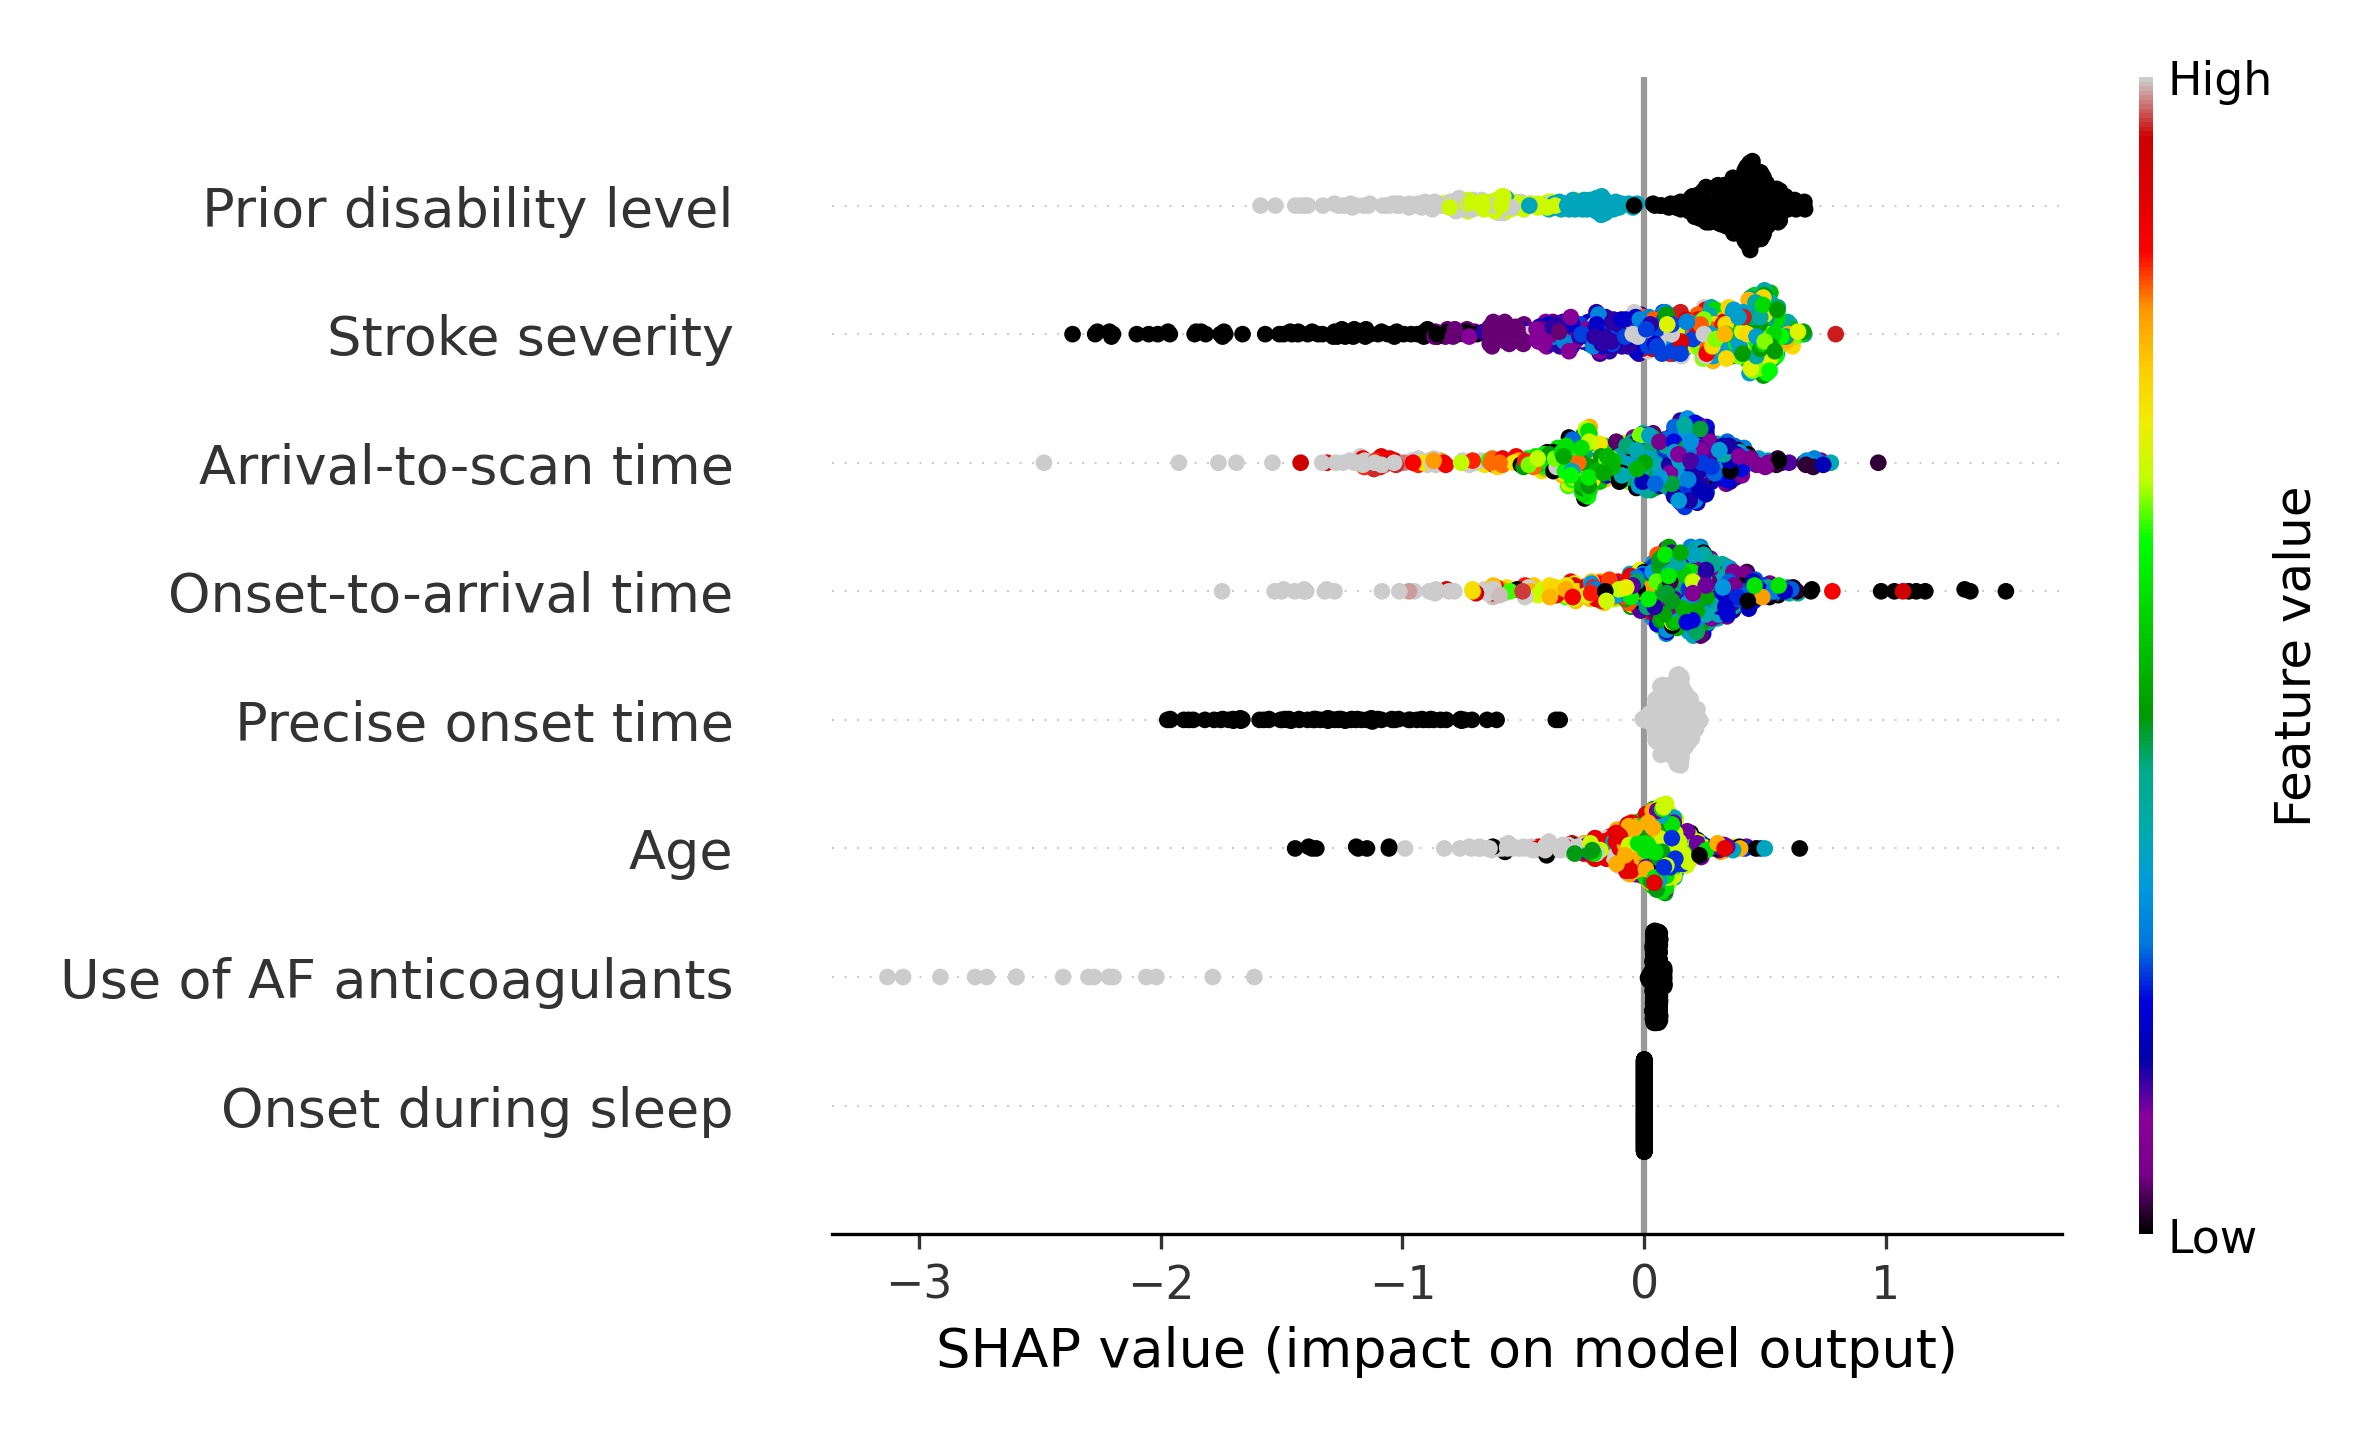 High
Prior disability level
Stroke severity
Arrival-to-scan time
Onset-to-arrival time
Precise onset time
Age
Use of AF anticoagulants
Onset during sleep
Feature value
Low
−3 −2 −1 0 1
SHAP value (impact on model output)